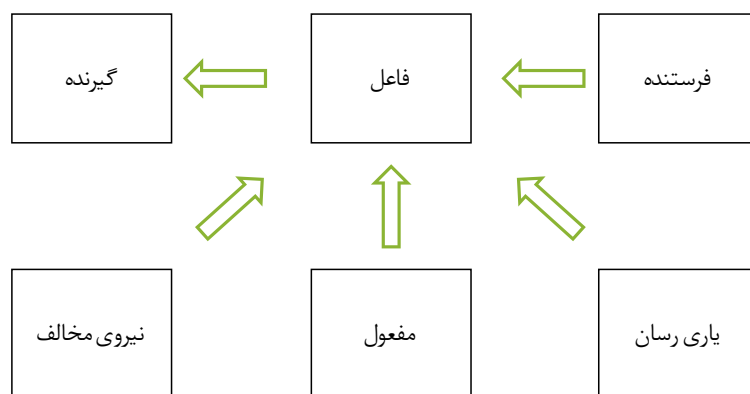 فرستنده
فاعل
گیرنده
یاری رسان
مفعول
نیروی مخالف